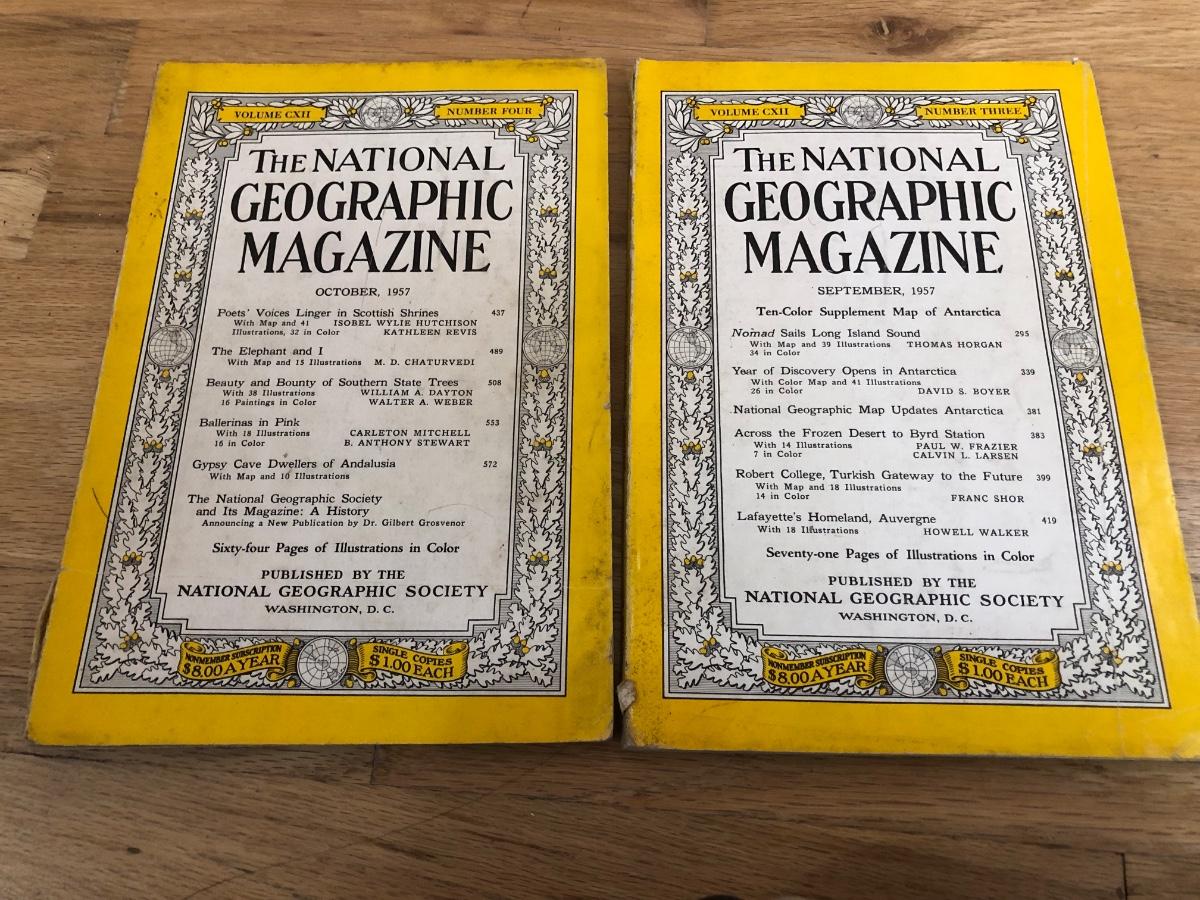 VOLUME CXII NUMBER FOUR
THE NATIONAL
GEOGRAPHIC
MAGAZINE
OCTOBER, 1957
Poets' Voices Linger in Scottish Shrines 437
With Map and 41 ISOBEL WYLIE HUTCHISON
Illustrations, 32 in Color KATHLEEN REVIS
The Elephant and I 489
With Map and 15 Illustrations M. D. CHATURVEDI
Beauty and Bounty of Southern State Trees 508
With 38 Illustrations WILLIAM A. DAYTON
16 Paintings in Color WALTER A. WEBER
Ballerinas in Pink 553
With 18 Illustrations CARLETON MITCHELL
16 in Color B. ANTHONY STEWART
Gypsy Cave Dwellers of Andalusia 572
With Map and 10 Illustrations
The National Geographic Society
and Its Magazine: A History
Announcing a New Publication by Dr. Gilbert Grosvenor
Sixty-four Pages of Illustrations in Color
PUBLISHED BY THE
NATIONAL GEOGRAPHIC SOCIETY
WASHINGTON, D. C.
NONMEMBER SUBSCRIPTION SINGLE COPIES
$8.00 A YEAR $1.00 EACH
VOLUME CXII NUMBER THREE
THE NATIONAL
GEOGRAPHIC
MAGAZINE
SEPTEMBER, 1957
Ten-Color Supplement Map of Antarctica
Nomad Sails Long Island Sound 295
With Map and 39 Illustrations THOMAS HORGAN
34 in Color
Year of Discovery Opens in Antarctica 339
With Color Map and 41 Illustrations
26 in Color DAVID S. BOYER
National Geographic Map Updates Antarctica 381
Across the Frozen Desert to Byrd Station 383
With 14 Illustrations PAUL W. FRAZIER
7 in Color CALVIN L. LARSEN
Robert College, Turkish Gateway to the Future 399
With Map and 18 Illustrations
14 in Color FRANC SHOR
Lafayette's Homeland, Auvergne 419
With 18 Illustrations HOWELL WALKER
Seventy-one Pages of Illustrations in Color
PUBLISHED BY THE
NATIONAL GEOGRAPHIC SOCIETY
WASHINGTON, D. C.
NONMEMBER SUBSCRIPTION SINGLE COPIES
$8.00 A YEAR $1.00 EACH